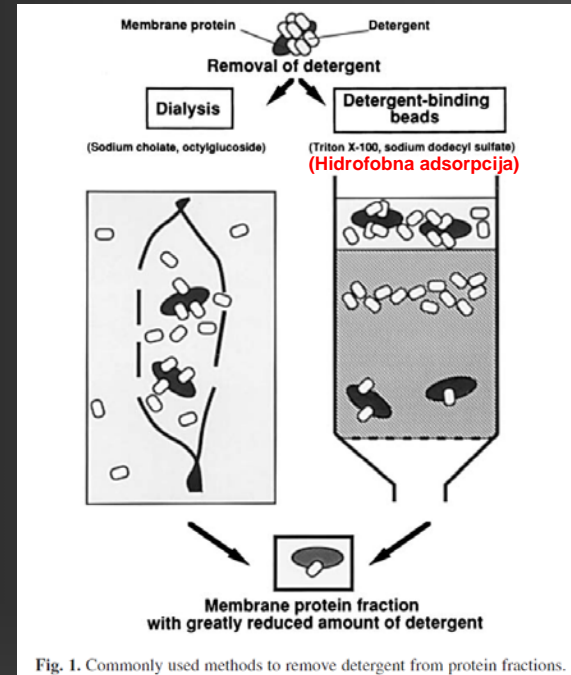 Membrane protein
Detergent
Removal of detergent
Dialysis
Detergent-binding
beads
(Sodium cholate, octylglucoside)
(Triton X-100, sodium dodecyl sulfate)
(Hidrofobna adsorpcija)
Membrane protein fraction
with greatly reduced amount of detergent
Fig. 1. Commonly used methods to remove detergent from protein fractions.